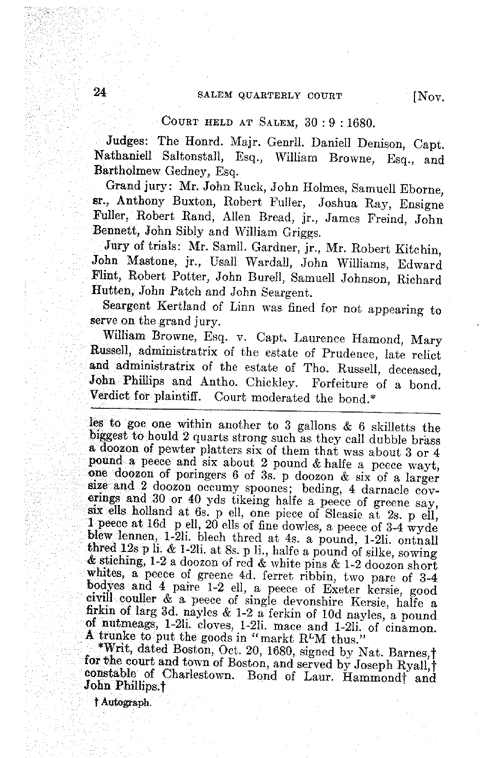 24 SALEM QUARTERLY COURT [Nov.
COURT HELD AT SALEM, 30 : 9 : 1680.
Judges: The Honrd. Majr. Genrll. Daniell Denison, Capt.
Nathaniell Saltonstall, Esq., William Browne, Esq., and
Bartholmew Gedney, Esq.
Grand jury: Mr. John Ruck, John Holmes, Samuell Eborne,
sr., Anthony Buxton, Robert Fuller, Joshua Ray, Ensigne
Fuller, Robert Rand, Allen Bread, jr., James Freind, John
Bennett, John Sibly and William Griggs.
Jury of trials: Mr. Samll. Gardner, jr., Mr. Robert Kitchin,
John Mastone, jr., Usall Wardall, John Williams, Edward
Flint, Robert Potter, John Burell, Samuell Johnson, Richard
Hutten, John Patch and John Seargent.
Seargent Kertland of Linn was fined for not appearing to
serve on the grand jury.
William Browne, Esq. v. Capt. Laurence Hamond, Mary
Russell, administratrix of the estate of Prudence, late relict
and administratrix of the estate of Tho. Russell, deceased,
John Phillips and Antho. Chickley. Forfeiture of a bond.
Verdict for plaintiff. Court moderated the bond.*
les to goe one within another to 3 gallons & 6 skilletts the
biggest to hould 2 quarts strong such as they call dubble brass
a doozon of pewter platters six of them that was about 3 or 4
pound a peece and six about 2 pound & halfe a peece wayt,
one doozon of poringers 6 of 3s. p doozon & six of a larger
size and 2 doozon occumy spoones; beding, 4 darnacle cov-
erings and 30 or 40 yds tikeing halfe a peece of greene say,
six ells holland at 6s. p ell, one piece of Sleasie at 2s. p ell,
1 peece at 16d p ell, 20 ells of fine dowles, a peece of 3-4 wyde
blew lennen, 1-2li. blech thred at 4s. a pound, 1-2li. ontnall
thred 12s p li. & 1-2li. at 8s. p li., halfe a pound of silke, sowing
& stiching, 1-2 a doozon of red & white pins & 1-2 doozon short
whites, a peece of greene 4d. ferret ribbin, two pare of 3-4
bodyes and 4 paire 1-2 ell, a peece of Exeter kersie, good
civill couller & a peece of single devonshire Kersie, halfe a
firkin of larg 3d. nayles & 1-2 a ferkin of 10d nayles, a pound
of nutmeags, 1-2li. cloves, 1-2li. mace and 1-2li. of cinamon.
A trunke to put the goods in "markt RᴸM thus."
*Writ, dated Boston, Oct. 20, 1680, signed by Nat. Barnes,†
for the court and town of Boston, and served by Joseph Ryall,†
constable of Charlestown. Bond of Laur. Hammond† and
John Phillips.†
† Autograph.